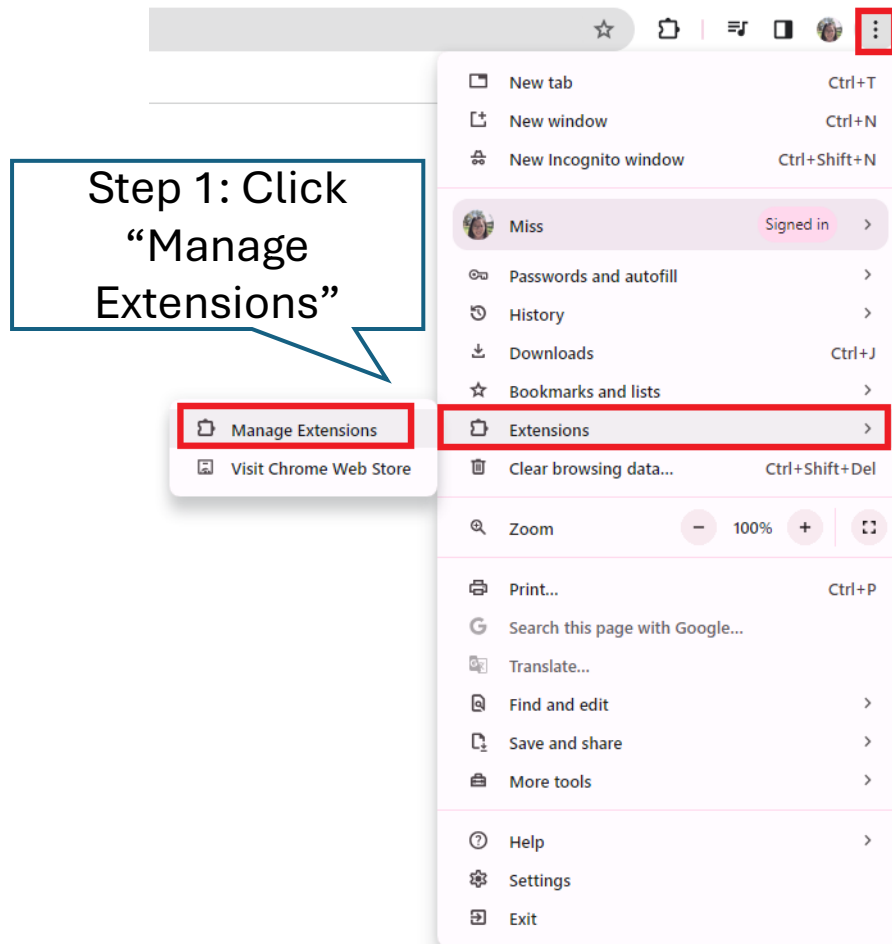 New tab Ctrl+T
New window Ctrl+N
New Incognito window Ctrl+Shift+N
Step 1: Click
“Manage
Extensions”
Miss Signed in
Passwords and autofill
History
Downloads Ctrl+J
Bookmarks and lists
Manage Extensions
Visit Chrome Web Store
Extensions
Clear browsing data... Ctrl+Shift+Del
Zoom − 100% +
Print... Ctrl+P
Search this page with Google...
Translate...
Find and edit
Save and share
More tools
Help
Settings
Exit